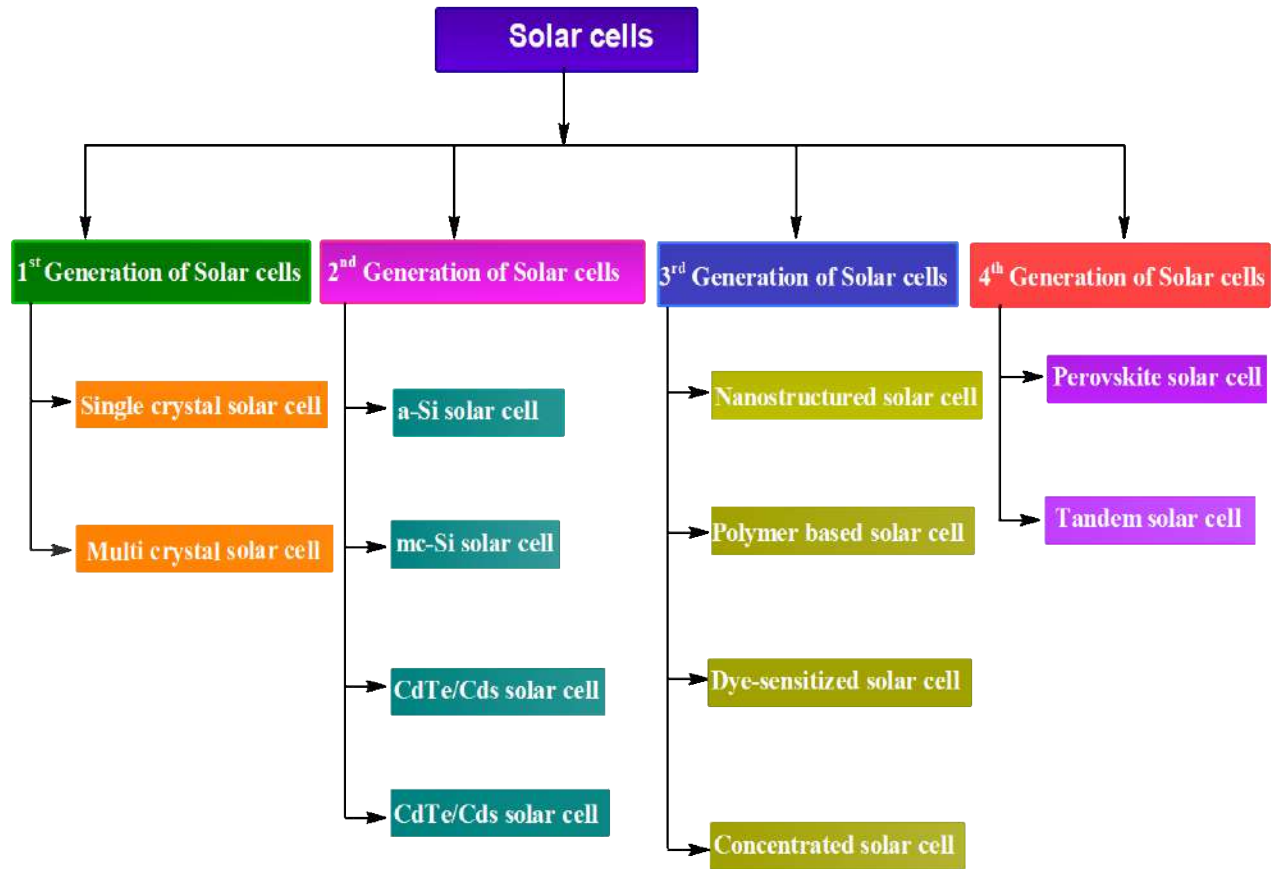 Solar cells
1st Generation of Solar cells
2nd Generation of Solar cells
3rd Generation of Solar cells
4th Generation of Solar cells
Single crystal solar cell
Multi crystal solar cell
a-Si solar cell
mc-Si solar cell
CdTe/Cds solar cell
CdTe/Cds solar cell
Nanostructured solar cell
Polymer based solar cell
Dye-sensitized solar cell
Concentrated solar cell
Perovskite solar cell
Tandem solar cell